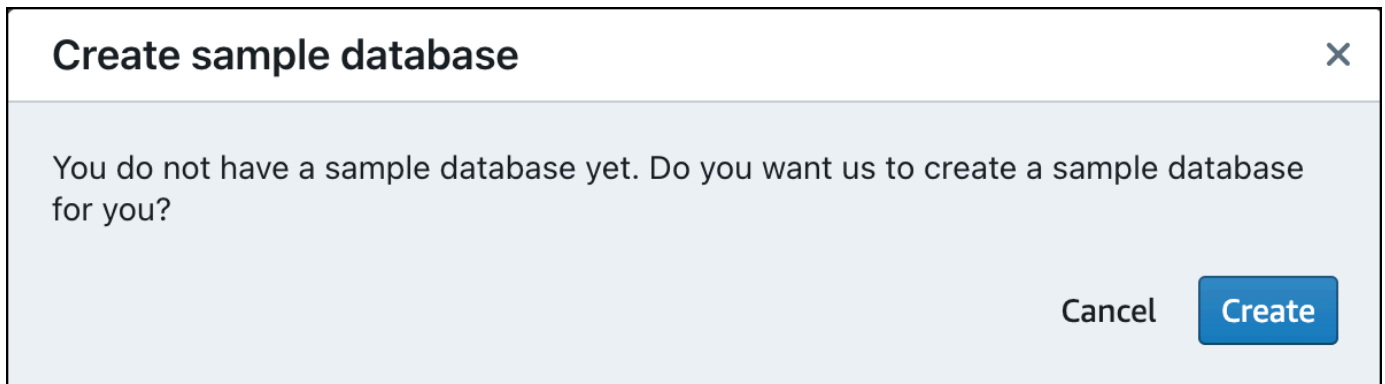 Create sample database
You do not have a sample database yet. Do you want us to create a sample database
for you?
Cancel
Create